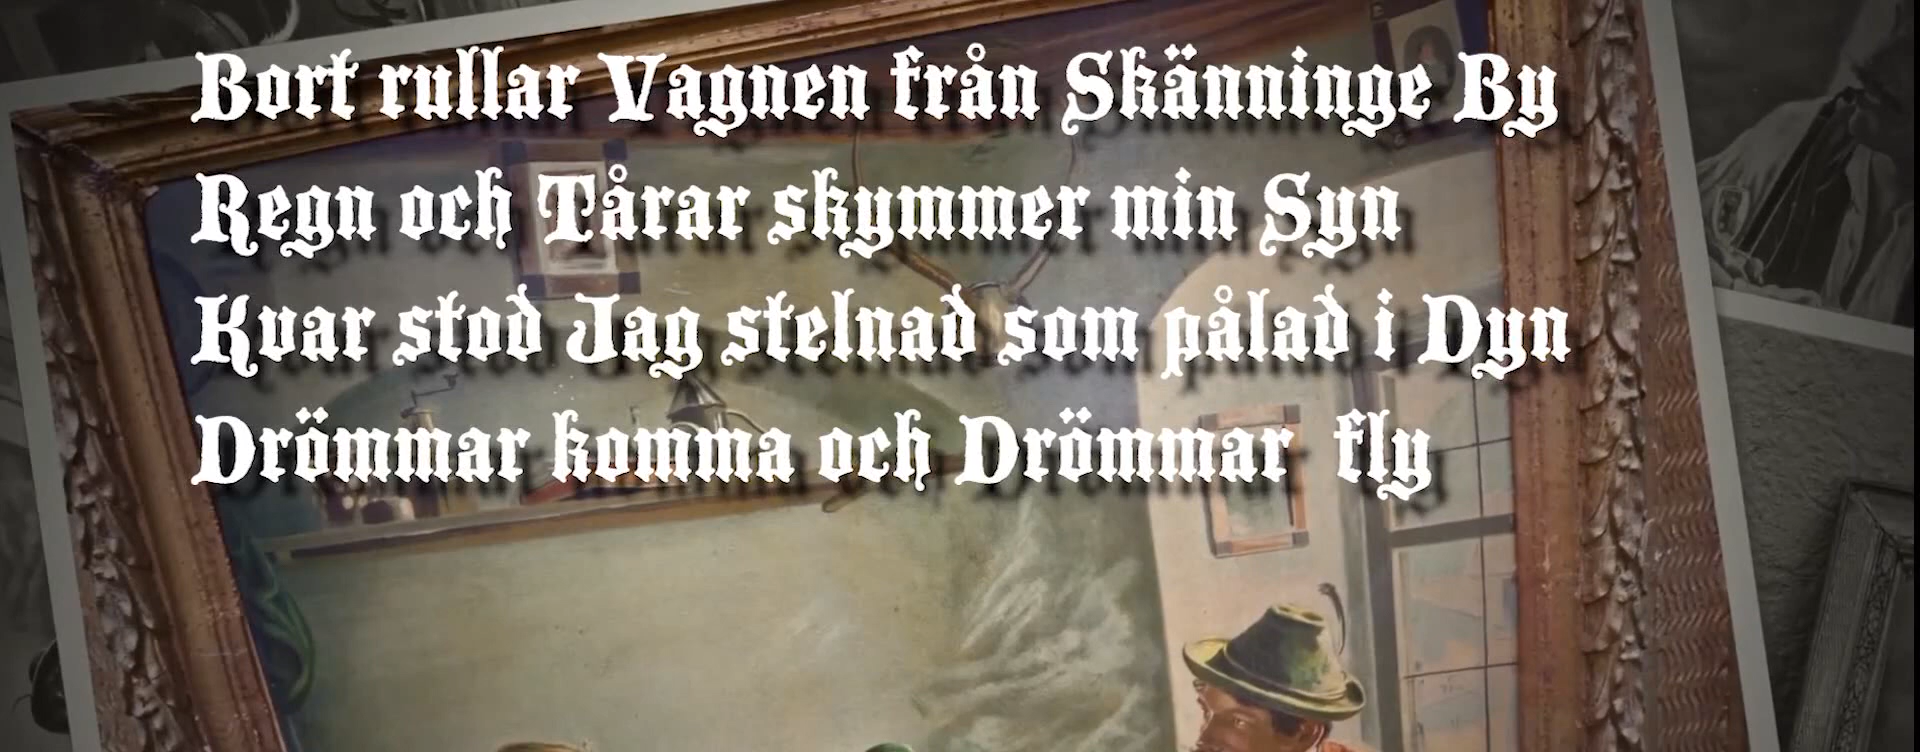 Bort rullar Vagnen från Skänninge By
Regn och Tårar skymmer min Syn
Kvar stod Jag stelnad som pålad i Dyn
Drömmar komma och Drömmar fly